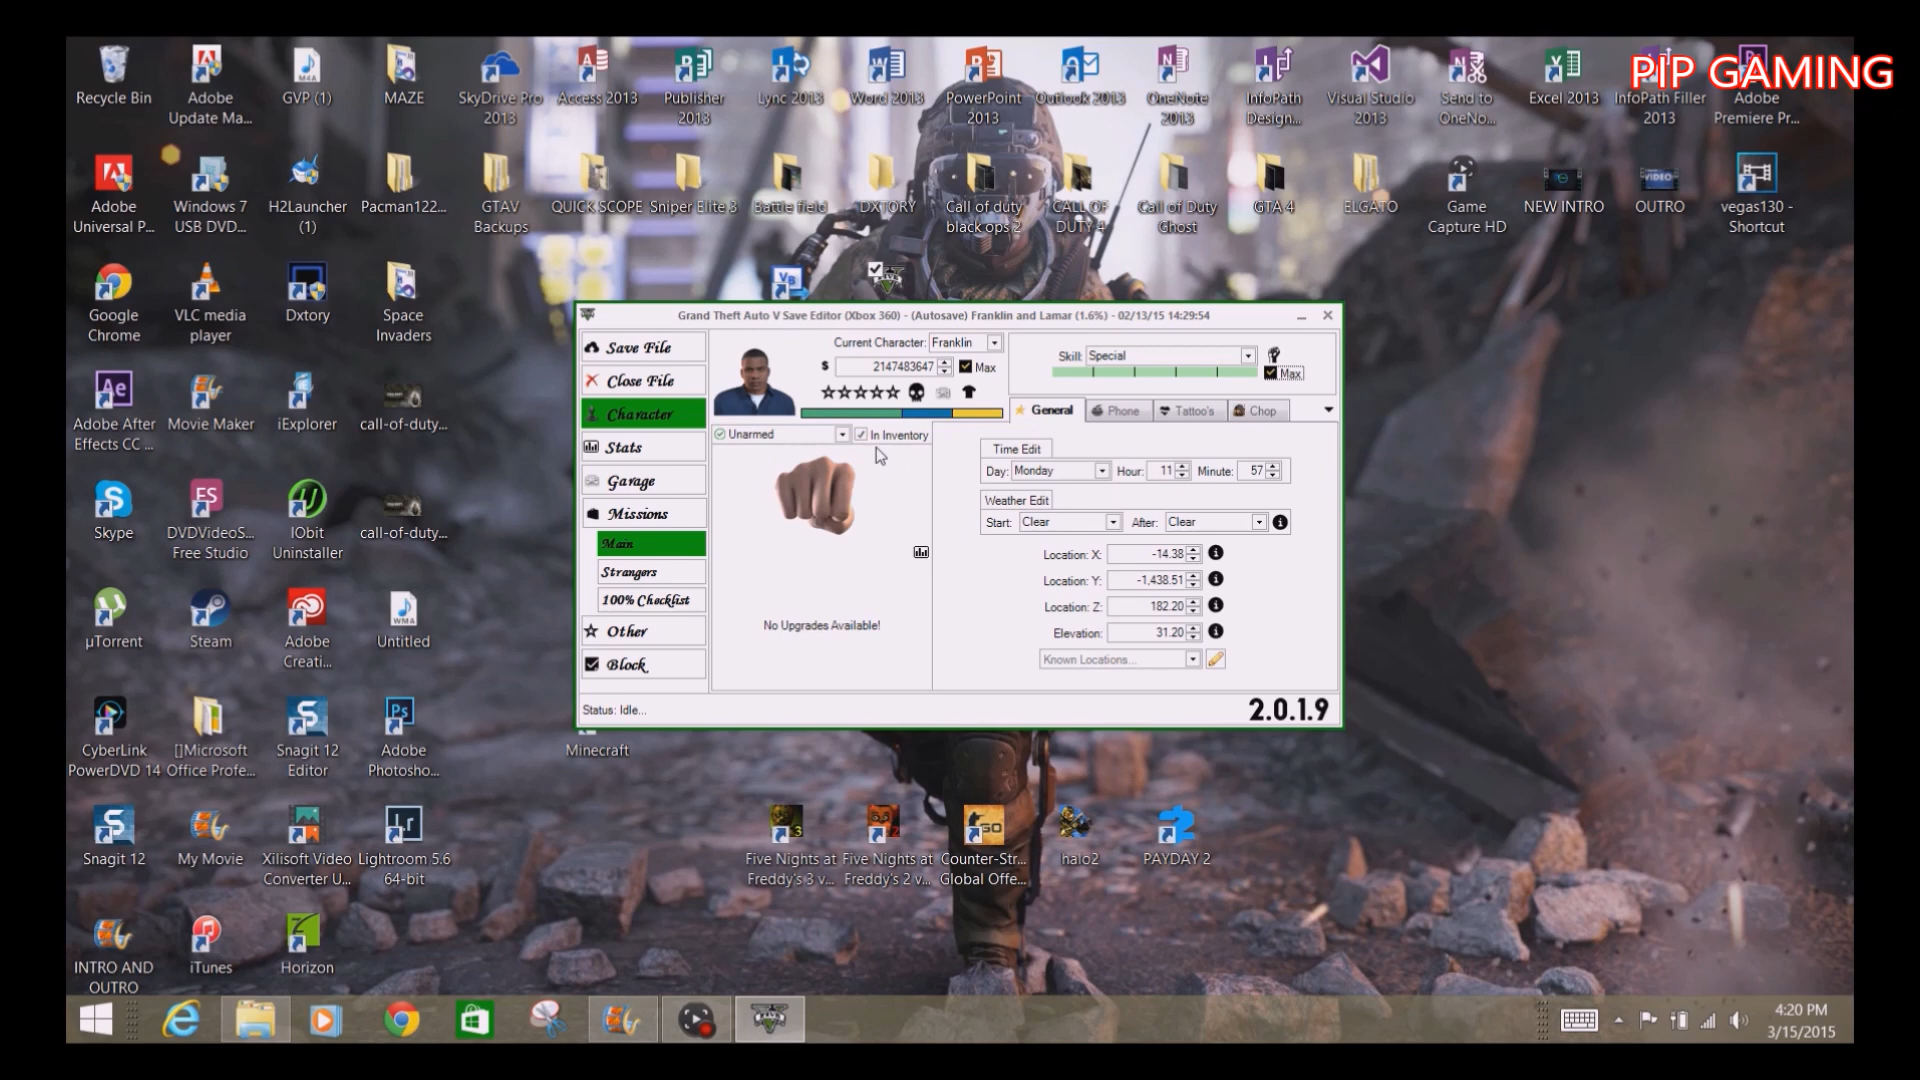 PIP GAMING
Recycle Bin
Adobe
Update Ma...
GVP (1)
MAZE
SkyDrive Pro
2013
Access 2013
Publisher
2013
Lync 2013
Word 2013
PowerPoint
2013
Outlook 2013
OneNote
2013
InfoPath
Design...
Visual Studio
2013
Send to
OneNo...
Excel 2013
InfoPath Filler
2013
Adobe
Premiere Pr...
Adobe
Universal P...
Windows 7
USB DVD...
H2Launcher
(1)
Pacman122...
GTAV
Backups
QUICK SCOPE
Sniper Elite 3
Battle field
DXTORY
Call of duty
black ops 2
CALL OF
DUTY 4
Call of Duty
Ghost
GTA 4
ELGATO
Game
Capture HD
NEW INTRO
VIDEO
OUTRO
vegas130 -
Shortcut
Google
Chrome
VLC media
player
Dxtory
Space
Invaders
Adobe After
Effects CC ...
Movie Maker
iExplorer
call-of-duty...
Skype
DVDVideoS...
Free Studio
IObit
Uninstaller
call-of-duty...
µTorrent
Steam
Adobe
Creati...
Untitled
CyberLink
PowerDVD 14
[]Microsoft
Office Profe...
Snagit 12
Editor
Adobe
Photosho...
Minecraft
Snagit 12
My Movie
Xilisoft Video
Converter U...
Lightroom 5.6
64-bit
Five Nights at
Freddy's 3 v...
Five Nights at
Freddy's 2 v...
Counter-Str...
Global Offe...
halo2
PAYDAY 2
INTRO AND
OUTRO
iTunes
Horizon
Grand Theft Auto V Save Editor (Xbox 360) - (Autosave) Franklin and Lamar (1.6%) - 02/13/15 14:29:54
Save File
Close File
Character
Stats
Garage
Missions
Main
Strangers
100% Checklist
Other
Block
Current Character: Franklin
$ 2147483647 Max
Skill: Special
Max
General
Phone
Tattoo's
Chop
Unarmed
In Inventory
No Upgrades Available!
Time Edit
Day: Monday Hour: 11 Minute: 57
Weather Edit
Start: Clear After: Clear
Location: X: -14.38
Location: Y: -1,438.51
Location: Z: 182.20
Elevation: 31.20
Known Locations...
Status: Idle...
2.0.1.9
4:20 PM
3/15/2015